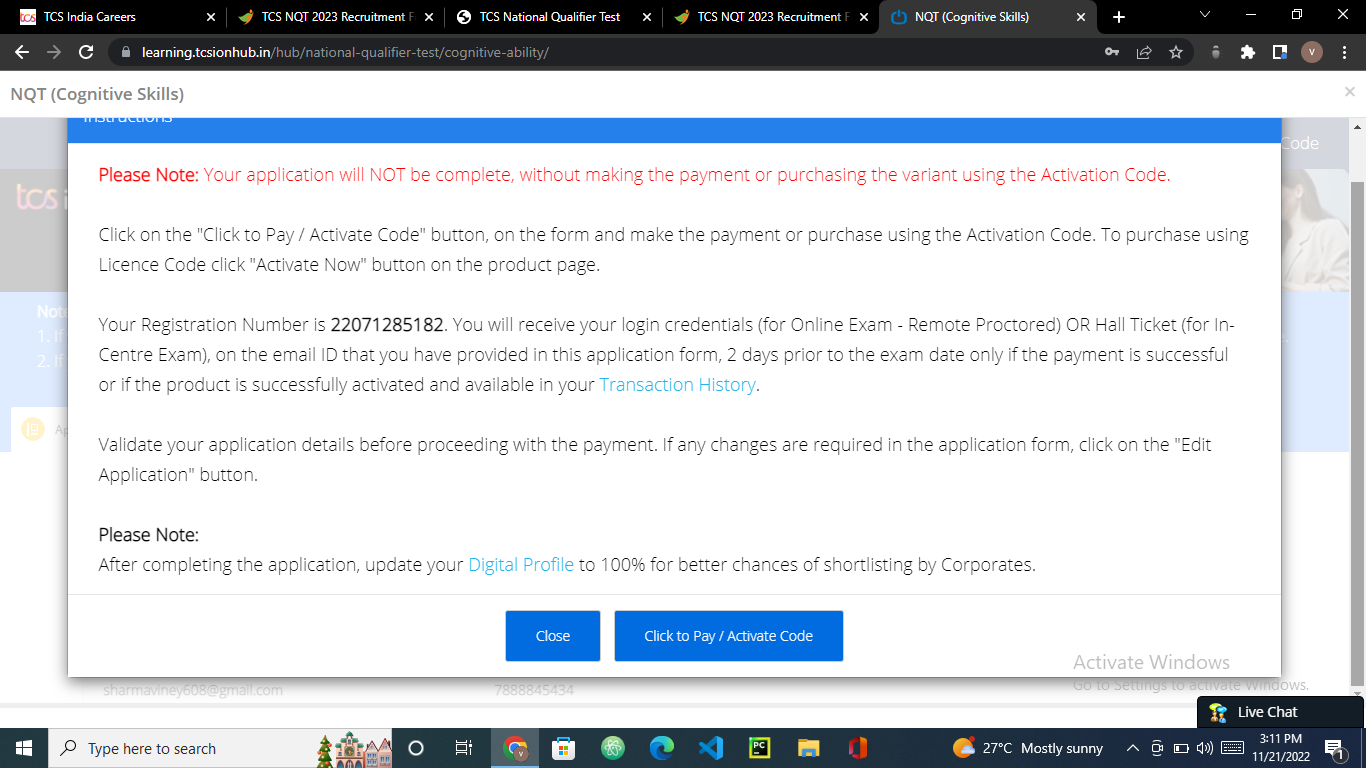 TCS India Careers
TCS NQT 2023 Recruitment
TCS National Qualifier Test
TCS NQT 2023 Recruitment
NQT (Cognitive Skills)
learning.tcsionhub.in/hub/national-qualifier-test/cognitive-ability/
V
NQT (Cognitive Skills)
Instructions
Code
Please Note: Your application will NOT be complete, without making the payment or purchasing the variant using the Activation Code.
tcs i
Click on the "Click to Pay / Activate Code" button, on the form and make the payment or purchase using the Activation Code. To purchase using
Licence Code click "Activate Now" button on the product page.
Note
1. If
2. If
Your Registration Number is 22071285182. You will receive your login credentials (for Online Exam - Remote Proctored) OR Hall Ticket (for In-
Centre Exam), on the email ID that you have provided in this application form, 2 days prior to the exam date only if the payment is successful
or if the product is successfully activated and available in your Transaction History.
Ap
Validate your application details before proceeding with the payment. If any changes are required in the application form, click on the "Edit
Application" button.
Please Note:
After completing the application, update your Digital Profile to 100% for better chances of shortlisting by Corporates.
Close
Click to Pay / Activate Code
Activate Windows
Go to Settings to activate Windows.
sharmaviney608@gmail.com
7888845434
Live Chat
Type here to search
PC
27°C Mostly sunny
3:11 PM
11/21/2022
1